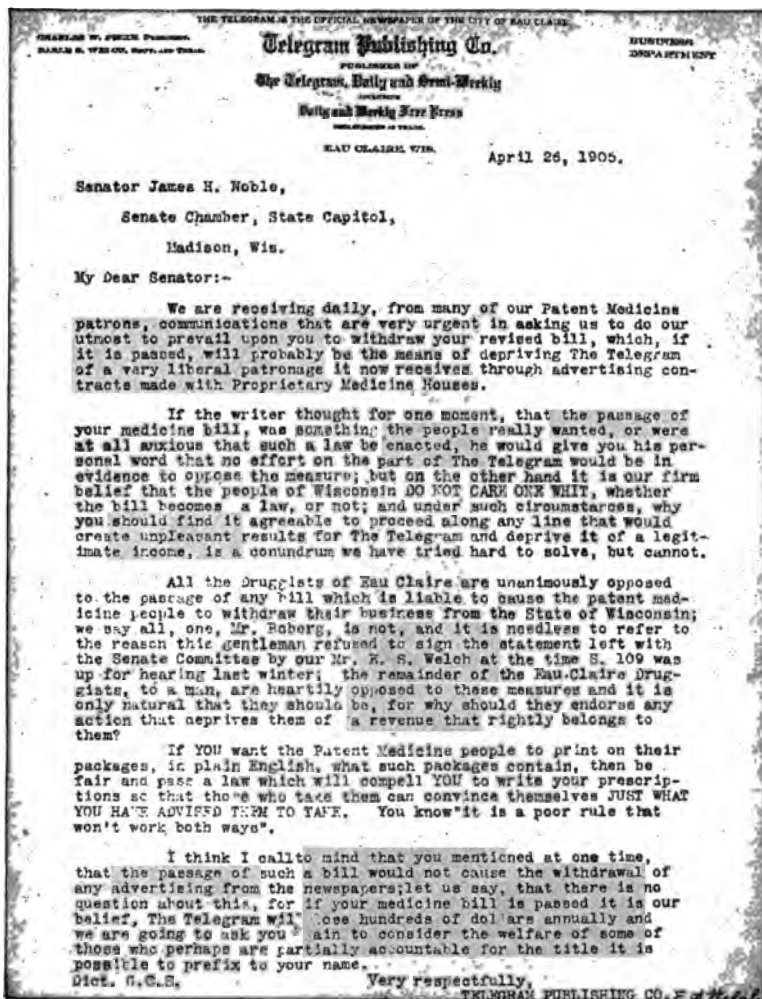 THE TELEGRAM IS THE OFFICIAL NEWSPAPER OF THE CITY OF EAU CLAIRE
Telegram Publishing Co.
BUSINESS
DEPARTMENT
PUBLISHER OF
The Telegram, Daily and Semi-Weekly
Daily and Weekly Free Press
EAU CLAIRE, WIS.
April 26, 1905.
Senator James H. Noble,
Senate Chamber, State Capitol,
Madison, Wis.
My Dear Senator:-
We are receiving daily, from many of our Patent Medicine
patrons, communications that are very urgent in asking us to do our
utmost to prevail upon you to withdraw your revised bill, which, if
it is passed, will probably be the means of depriving The Telegram
of a very liberal patronage it now receives through advertising con-
tracts made with Proprietary Medicine Houses.
If the writer thought for one moment, that the passage of
your medicine bill, was something the people really wanted, or were
at all anxious that such a law be enacted, he would give you his per-
sonal word that no effort on the part of The Telegram would be in
evidence to oppose the measure; but on the other hand it is our firm
belief that the people of Wisconsin DO NOT CARE ONE WHIT, whether
the bill becomes a law, or not; and under such circumstances, why
you should find it agreeable to proceed along any line that would
create unpleasant results for The Telegram and deprive it of a legit-
imate income, is a conundrum we have tried hard to solve, but cannot.
All the Druggists of Eau Claire are unanimously opposed
to the passage of any bill which is liable to cause the patent med-
icine people to withdraw their business from the State of Wisconsin;
we say all, one, Mr. Roberg, is not, and it is needless to refer to
the reason this gentleman refused to sign the statement left with
the Senate Committee by our Mr. E. S. Welch at the time S. 109 was
up for hearing last winter; the remainder of the Eau-Claire Drug-
gists, to a man, are heartily opposed to these measures and it is
only natural that they should be, for why should they endorse any
action that deprives them of a revenue that rightly belongs to
them?
If YOU want the Patent Medicine people to print on their
packages, in plain English, what such packages contain, then be
fair and pass a law which will compell YOU to write your prescrip-
tions so that those who take them can convince themselves JUST WHAT
YOU HAVE ADVISED THEM TO TAKE. You know"it is a poor rule that
won't work both ways".
I think I callto mind that you mentioned at one time,
that the passage of such a bill would not cause the withdrawal of
any advertising from the newspapers;let us say, that there is no
question about this, for if your medicine bill is passed it is our
belief, The Telegram wil lose hundreds of dollars annually and
we are going to ask you ain to consider the welfare of some of
those who perhaps are partially accountable for the title it is
possible to prefix to your name.
Dict. G.C.S. Very respectfully,
TELEGRAM PUBLISHING CO.